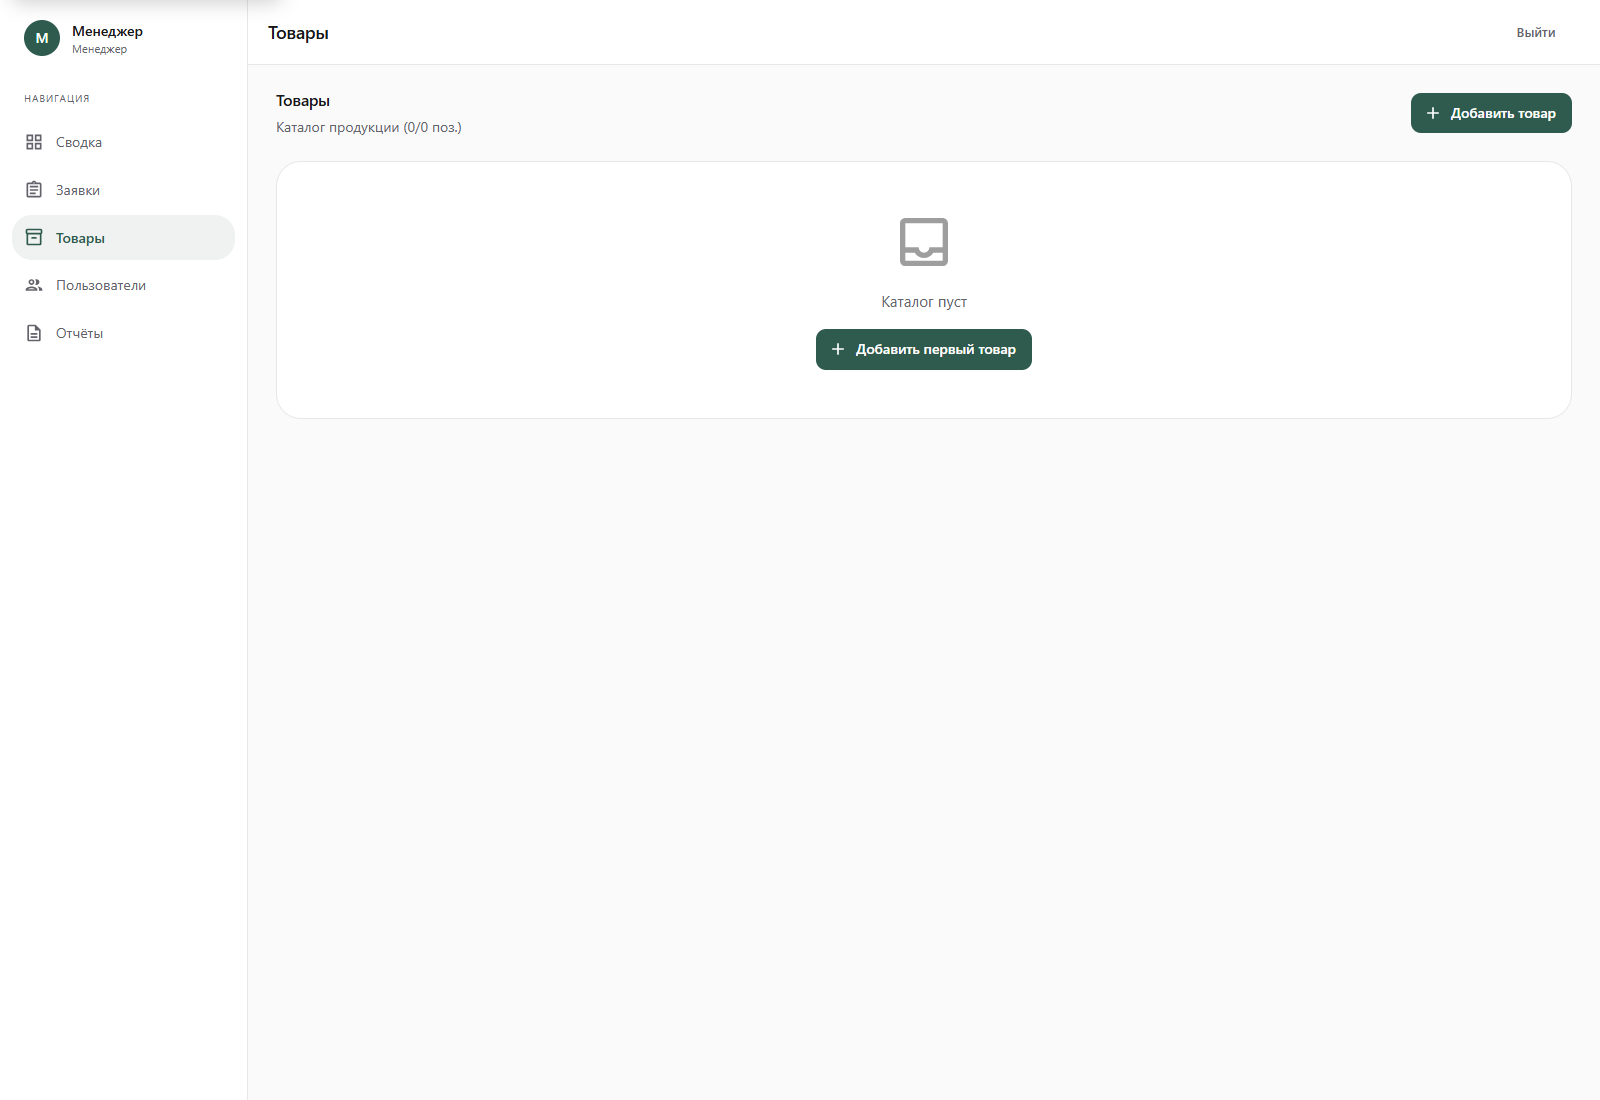 М
Менеджер
Менеджер
НАВИГАЦИЯ
Сводка
Заявки
Товары
Пользователи
Отчёты
Товары
Выйти
Товары
Каталог продукции (0/0 поз.)
Добавить товар
Каталог пуст
Добавить первый товар